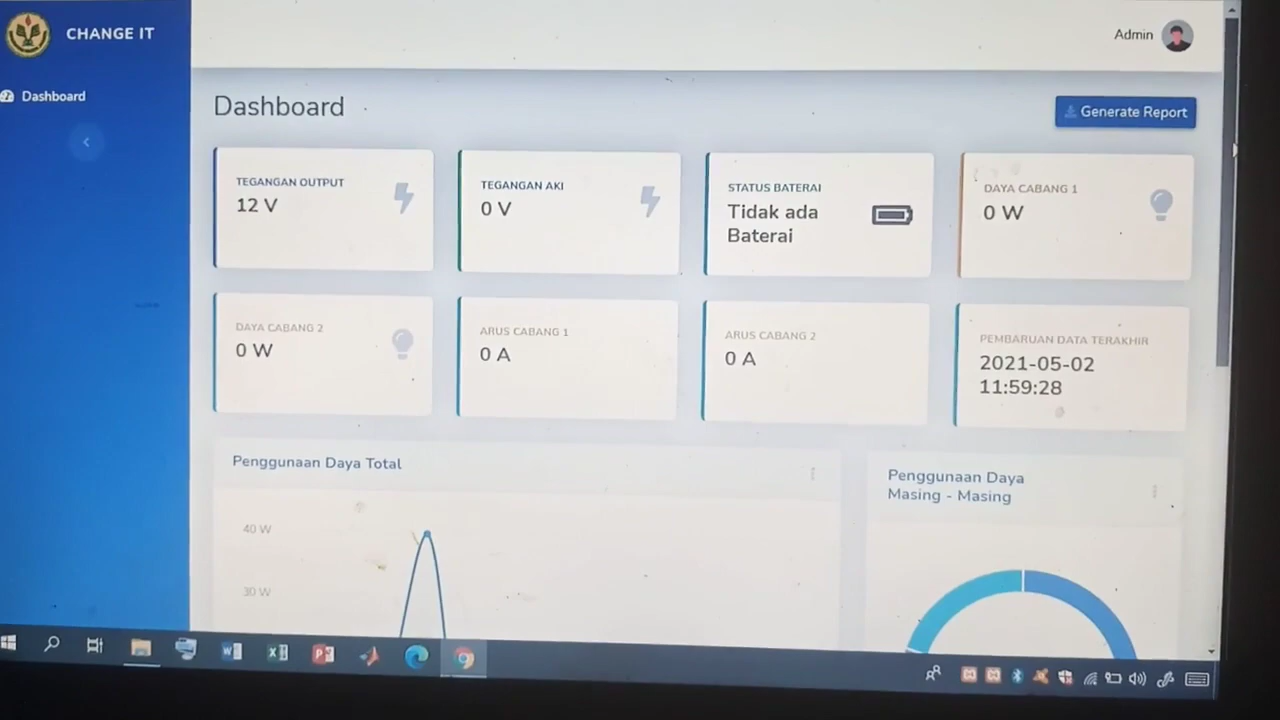 CHANGE IT
Admin
Dashboard
Dashboard
Generate Report
TEGANGAN OUTPUT
12 V
TEGANGAN AKI
0 V
STATUS BATERAI
Tidak ada
Baterai
DAYA CABANG 1
0 W
DAYA CABANG 2
0 W
ARUS CABANG 1
0 A
ARUS CABANG 2
0 A
PEMBARUAN DATA TERAKHIR
2021-05-02
11:59:28
Penggunaan Daya Total
40 W
30 W
Penggunaan Daya
Masing - Masing